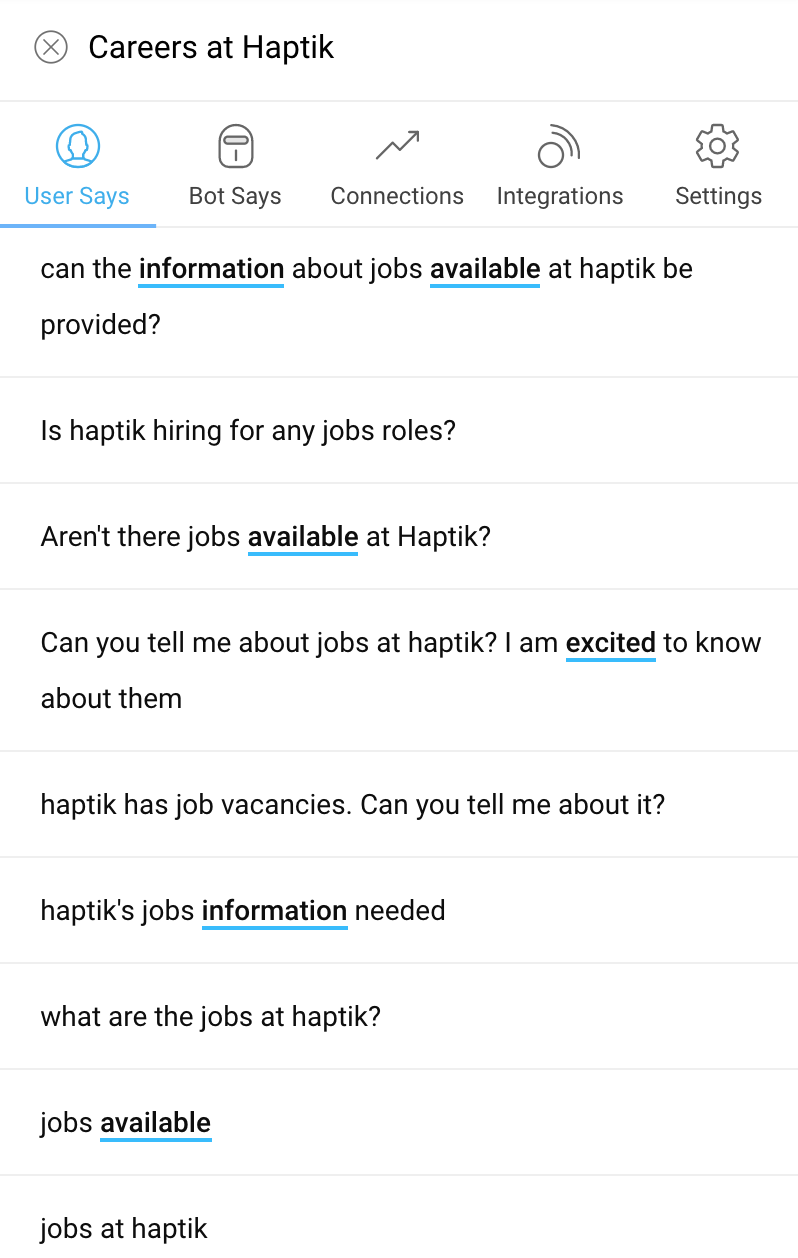 Careers at Haptik
User Says
Bot Says
Connections
Integrations
Settings
can the information about jobs available at haptik be
provided?
Is haptik hiring for any jobs roles?
Aren't there jobs available at Haptik?
Can you tell me about jobs at haptik? I am excited to know
about them
haptik has job vacancies. Can you tell me about it?
haptik's jobs information needed
what are the jobs at haptik?
jobs available
jobs at haptik